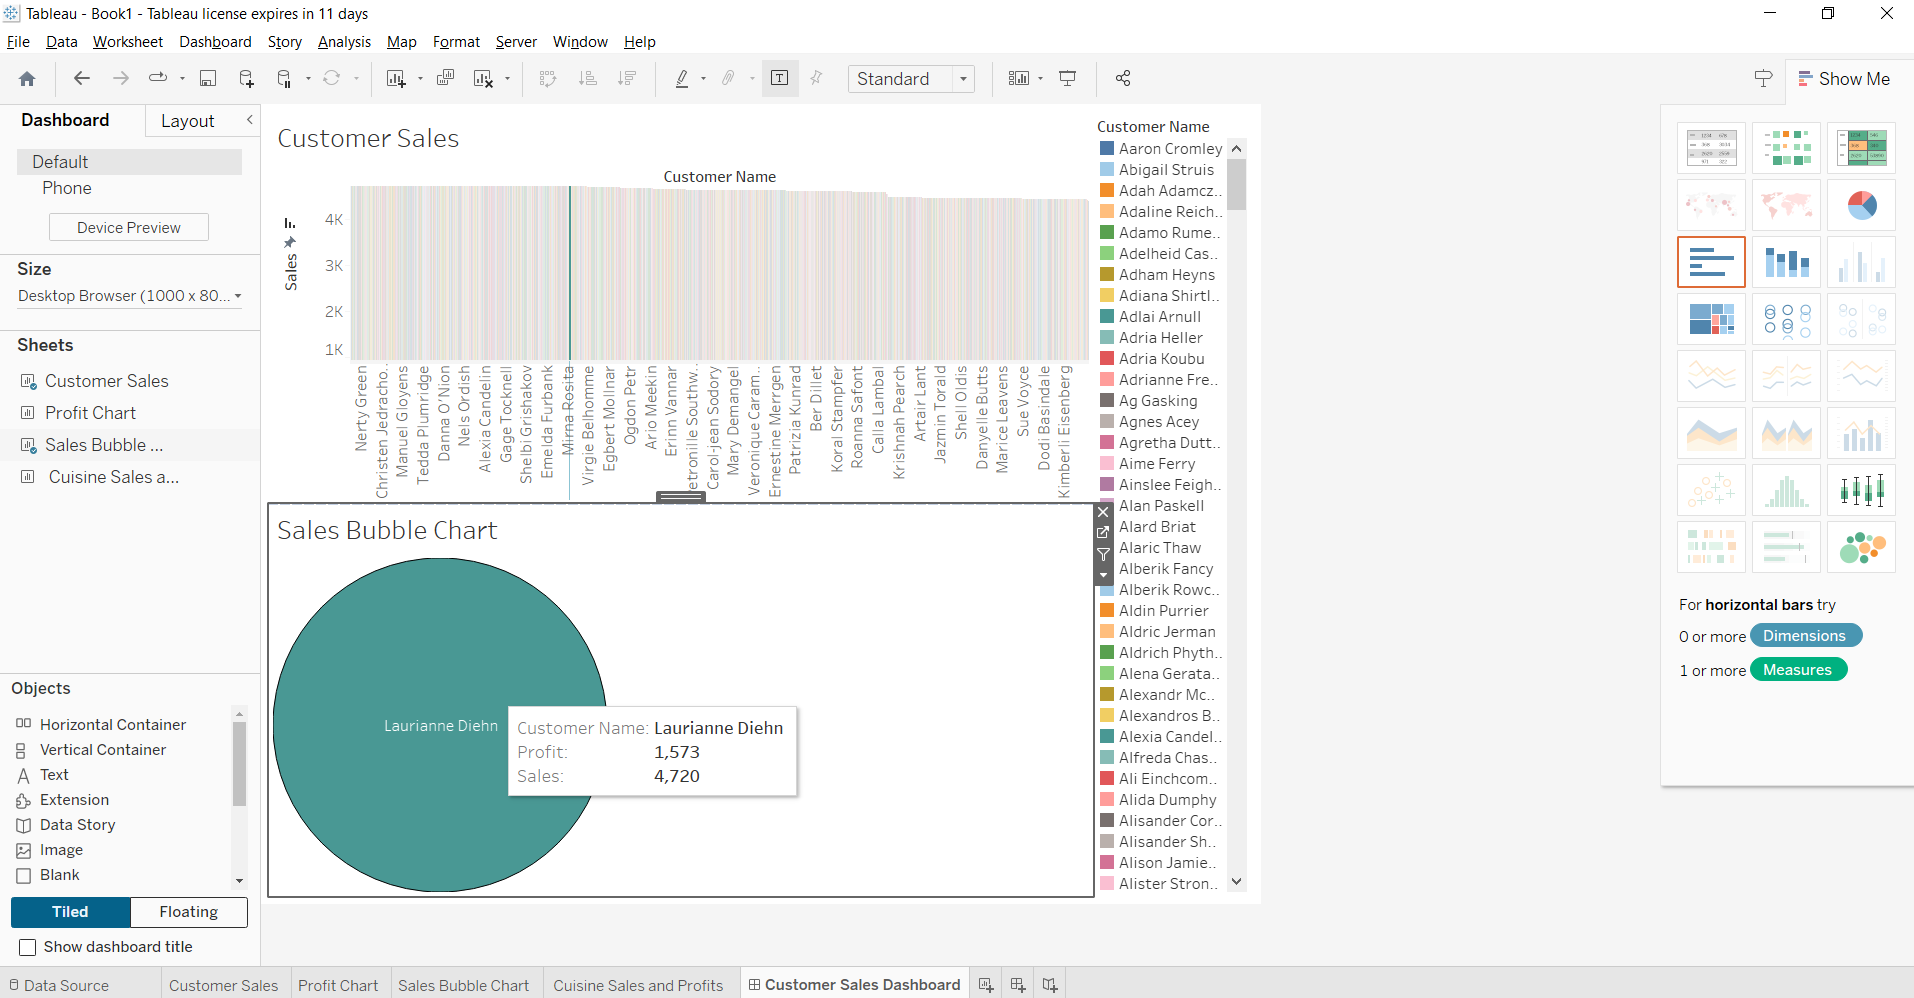 Tableau - Book1 - Tableau license expires in 11 days
File Data Worksheet Dashboard Story Analysis Map Format Server Window Help
Standard
Show Me
Dashboard
Layout
Default
Phone
Device Preview
Size
Desktop Browser (1000 x 80...
Sheets
Customer Sales
Profit Chart
Sales Bubble ...
Cuisine Sales a...
Objects
Horizontal Container
Vertical Container
Text
Extension
Data Story
Image
Blank
Tiled
Floating
Show dashboard title
Customer Sales
Customer Name
Sales
4K
3K
2K
1K
Nerty Green
Christen Jedracho..
Manuel Gloyens
Tedda Plumridge
Danna O'Nion
Nels Ordish
Alexia Candelin
Gage Tocknell
Shelbi Grishakov
Emelda Furbank
Mirna Rosita
Virgie Belhomme
Egbert Mollnar
Ogdon Petr
Ario Meekin
Erinn Vannar
etronille Southw..
Carol-jean Sodory
Mary Demangel
Veronique Caram..
Ernestine Merrgen
Patrizia Kunrad
Ber Dillet
Koral Stampfer
Roanna Safont
Calla Lambal
Krishnah Pearch
Artair Lant
Jazmin Torald
Shell Oldis
Danyelle Butts
Marice Leavens
Sue Voyce
Dodi Basindale
Kimberli Eisenberg
Sales Bubble Chart
Laurianne Diehn
Customer Name: Laurianne Diehn
Profit: 1,573
Sales: 4,720
Customer Name
Aaron Cromley
Abigail Struis
Adah Adamcz..
Adaline Reich..
Adamo Rume..
Adelheid Cas..
Adham Heyns
Adiana Shirtl..
Adlai Arnull
Adria Heller
Adria Koubu
Adrianne Fre..
Ag Gasking
Agnes Acey
Agretha Dutt..
Aime Ferry
Ainslee Feigh..
Alan Paskell
Alard Briat
Alaric Thaw
Alberik Fancy
Alberik Rowc..
Aldin Purrier
Aldric Jerman
Aldrich Phyth..
Alena Gerata..
Alexandr Mc..
Alexandros B..
Alexia Candel..
Alfreda Chas..
Ali Einchcom..
Alida Dumphy
Alisander Cor..
Alisander Sh..
Alison Jamie..
Alister Stron..
For horizontal bars try
0 or more Dimensions
1 or more Measures
Data Source
Customer Sales
Profit Chart
Sales Bubble Chart
Cuisine Sales and Profits
Customer Sales Dashboard